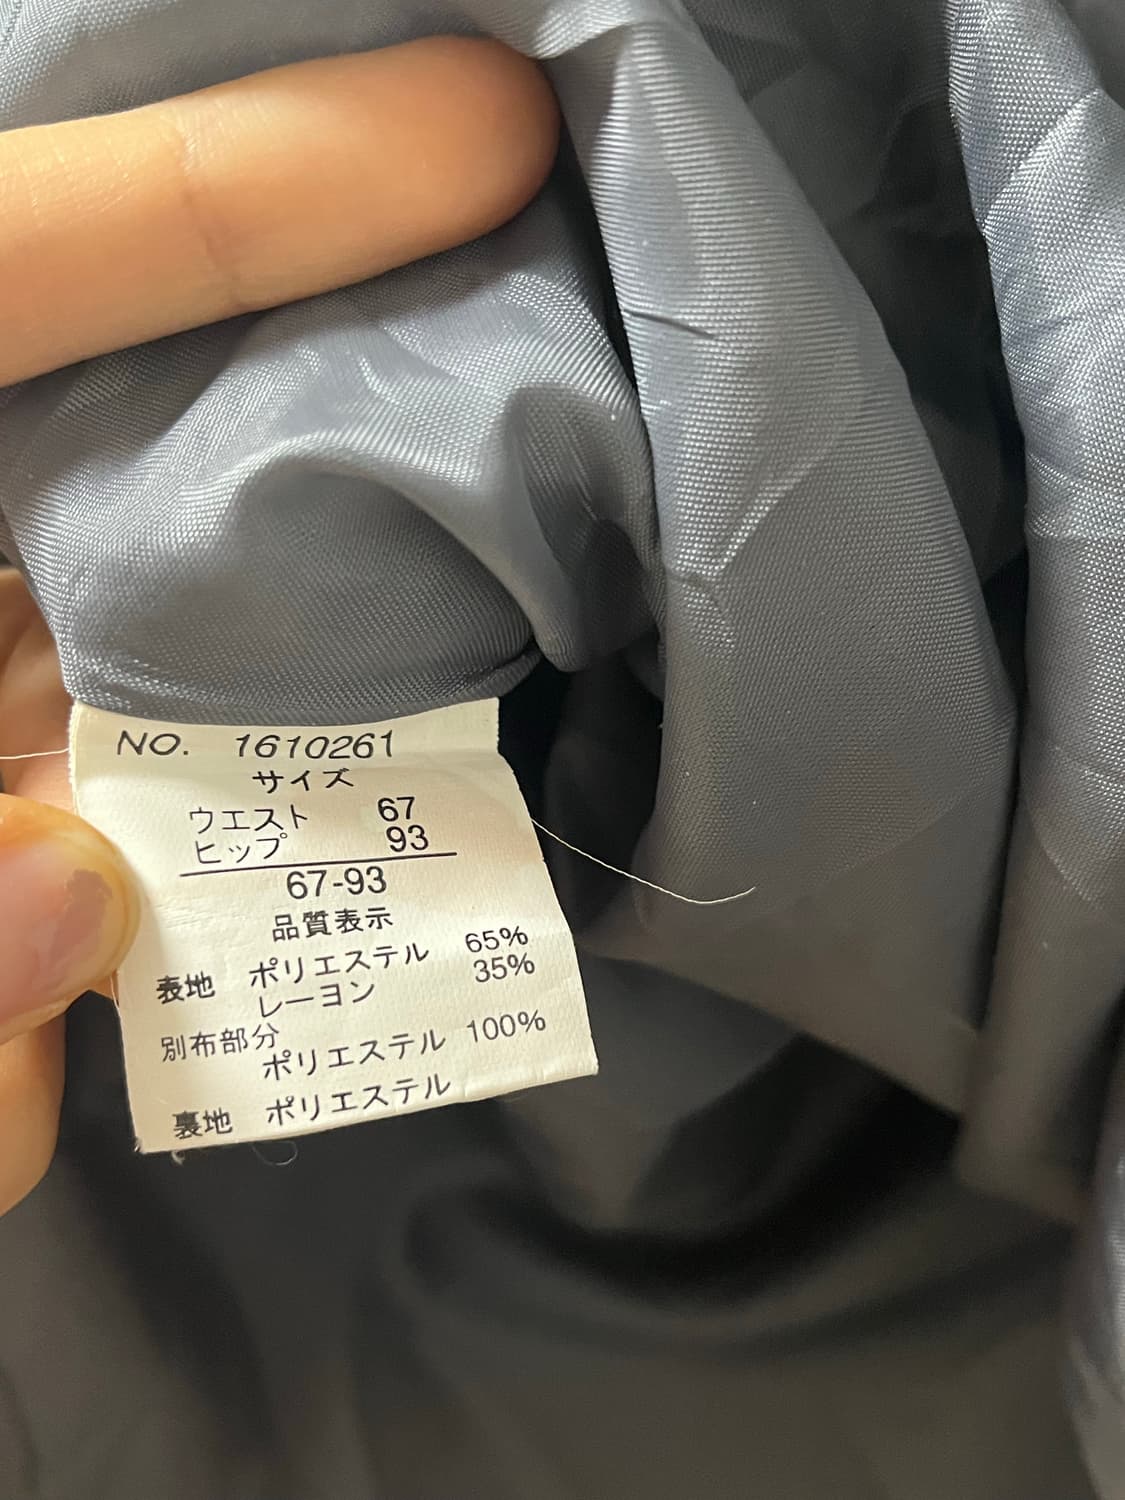 NO. 1610261
サイズ
ウエスト 67
ヒップ 93
67-93
品質表示
表地 ポリエステル 65%
レーヨン 35%
別布部分
ポリエステル 100%
裏地 ポリエステル